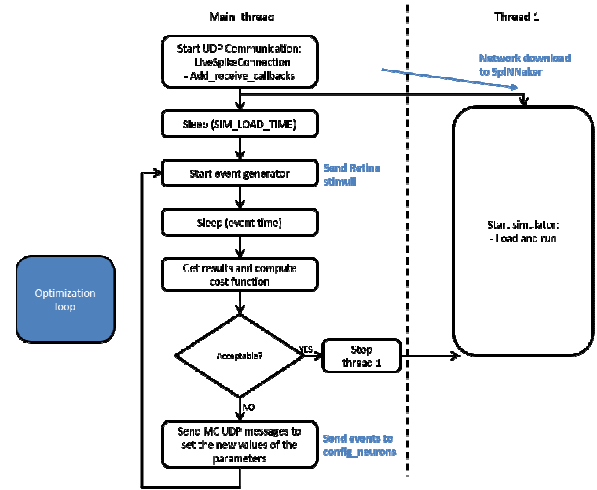 Main thread
Thread 1
Start UDP Communication:
LiveSpikeConnection
- Add_receive_callbacks
Network download
to SpiNNaker
Sleep (SIM_LOAD_TIME)
Start event generator
Send Retina
stimuli
Sleep (event time)
Start simulator:
- Load and run
Get results and compute
cost function
Optimization
loop
Acceptable?
YES
Stop
thread 1
NO
Send MC UDP messages to
set the new values of the
parameters
Send events to
config_neurons